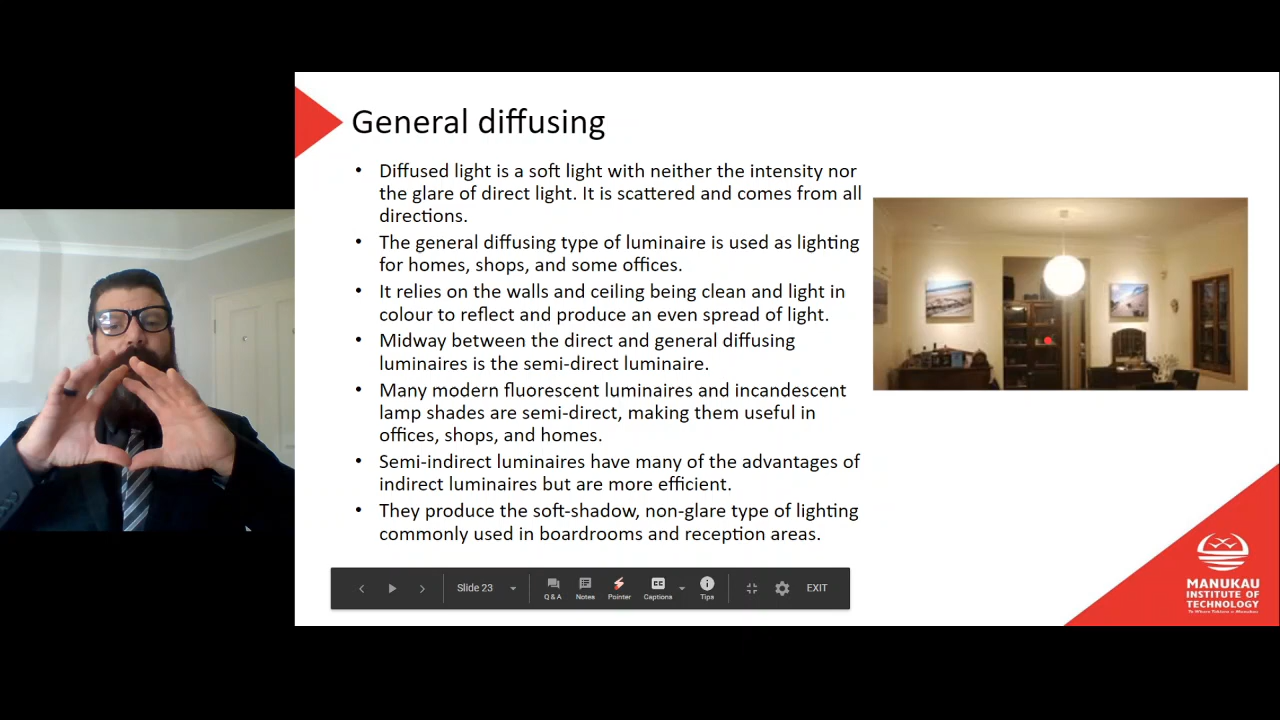 General diffusing
• Diffused light is a soft light with neither the intensity nor
the glare of direct light. It is scattered and comes from all
directions.
• The general diffusing type of luminaire is used as lighting
for homes, shops, and some offices.
• It relies on the walls and ceiling being clean and light in
colour to reflect and produce an even spread of light.
• Midway between the direct and general diffusing
luminaires is the semi-direct luminaire.
• Many modern fluorescent luminaires and incandescent
lamp shades are semi-direct, making them useful in
offices, shops, and homes.
• Semi-indirect luminaires have many of the advantages of
indirect luminaires but are more efficient.
• They produce the soft-shadow, non-glare type of lighting
commonly used in boardrooms and reception areas.
Slide 23
Q & A Notes Pointer Captions Tips
EXIT
MANUKAU
INSTITUTE OF
TECHNOLOGY